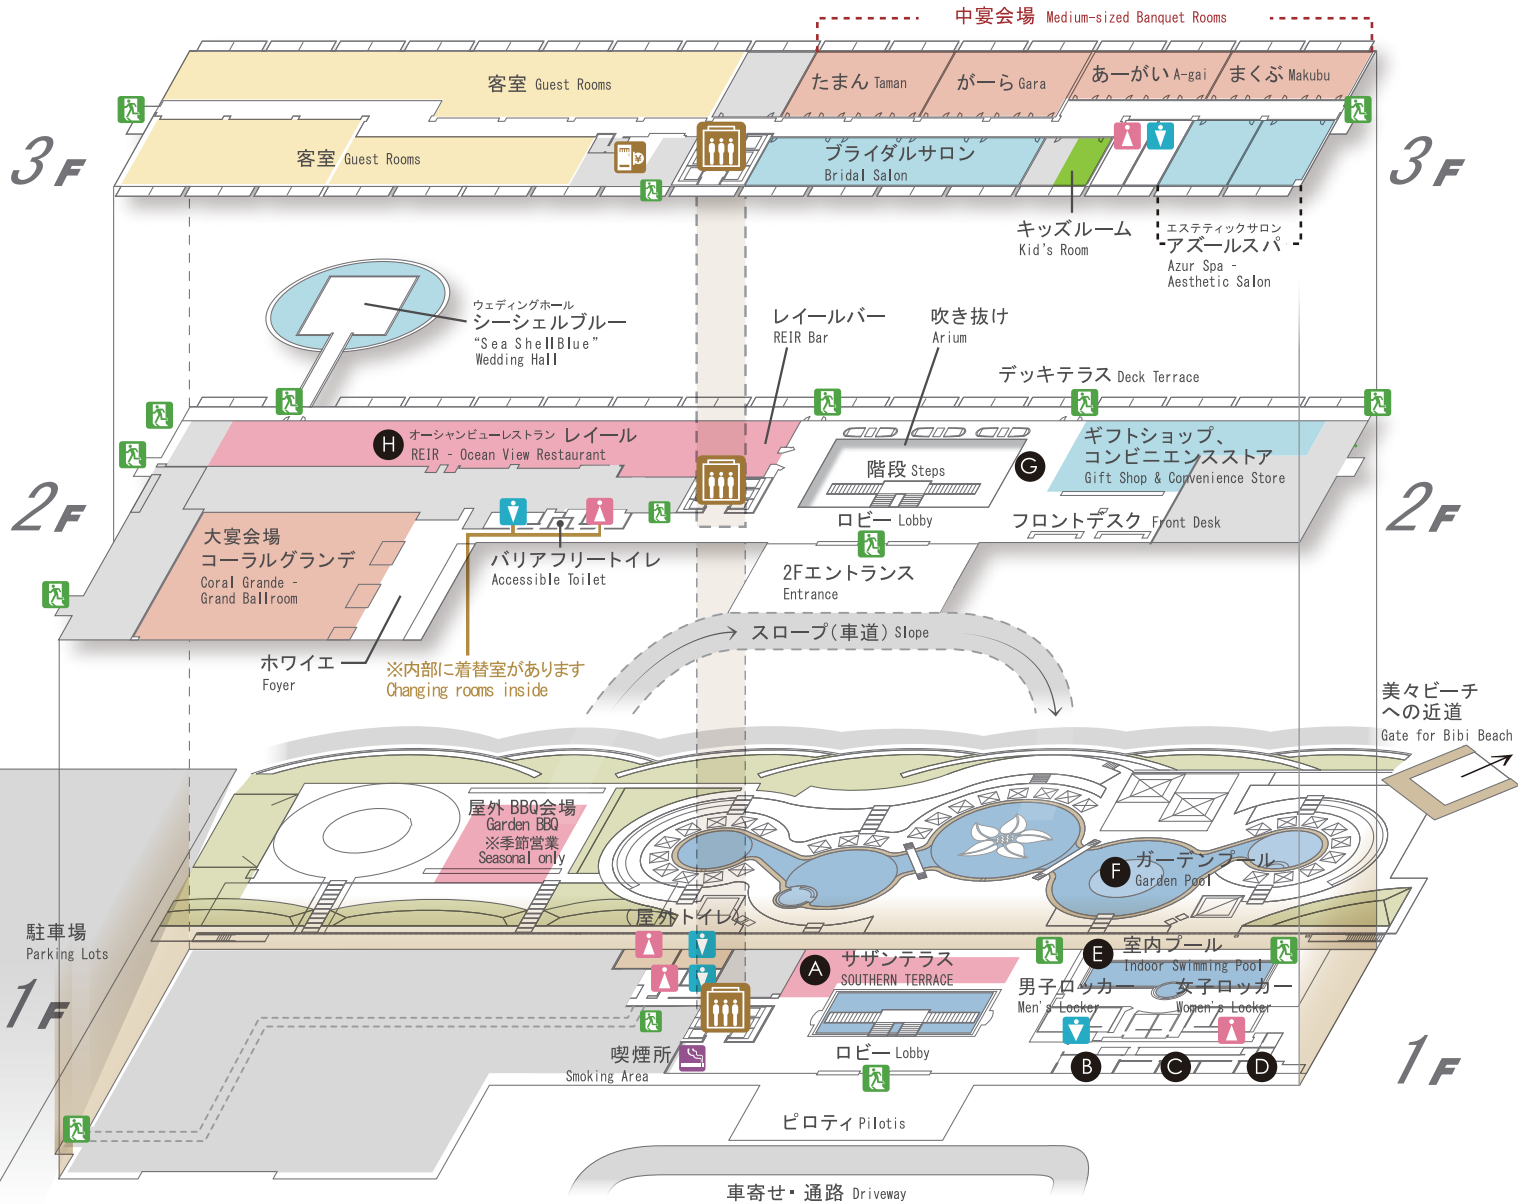 中宴会場 Medium-sized Banquet Rooms
客室 Guest Rooms
たまん Taman
がーら Gara
あーがい A-gai
まくぶ Makubu
3F
客室 Guest Rooms
¥
ブライダルサロン
Bridal Salon
3F
キッズルーム
Kid's Room
エステティックサロン
アズールスパ
Azur Spa -
Aesthetic Salon
ウェディングホール
シーシェルブルー
“Sea ShellBlue”
Wedding Hall
レイールバー
REIR Bar
吹き抜け
Arium
デッキテラス Deck Terrace
H
オーシャンビューレストラン レイール
REIR - Ocean View Restaurant
G
ギフトショップ、
コンビニエンスストア
Gift Shop & Convenience Store
階段 Steps
2F
2F
ロビー Lobby
フロントデスク Front Desk
大宴会場
コーラルグランデ
Coral Grande -
Grand Ballroom
バリアフリートイレ
Accessible Toilet
2Fエントランス
Entrance
スロープ(車道) Slope
ホワイエ
Foyer
※内部に着替室があります
Changing rooms inside
美々ビーチ
への近道
Gate for Bibi Beach
屋外 BBQ会場
Garden BBQ
※季節営業
Seasonal only
F
ガーデンプール
Garden Pool
(屋外トイレ)
駐車場
Parking Lots
A
サザンテラス
SOUTHERN TERRACE
E
室内プール
Indoor Swimming Pool
男子ロッカー
Men's Locker
女子ロッカー
Women's Locker
1F
喫煙所
Smoking Area
ロビー Lobby
B
C
D
1F
ピロティ Pilotis
車寄せ・通路 Driveway